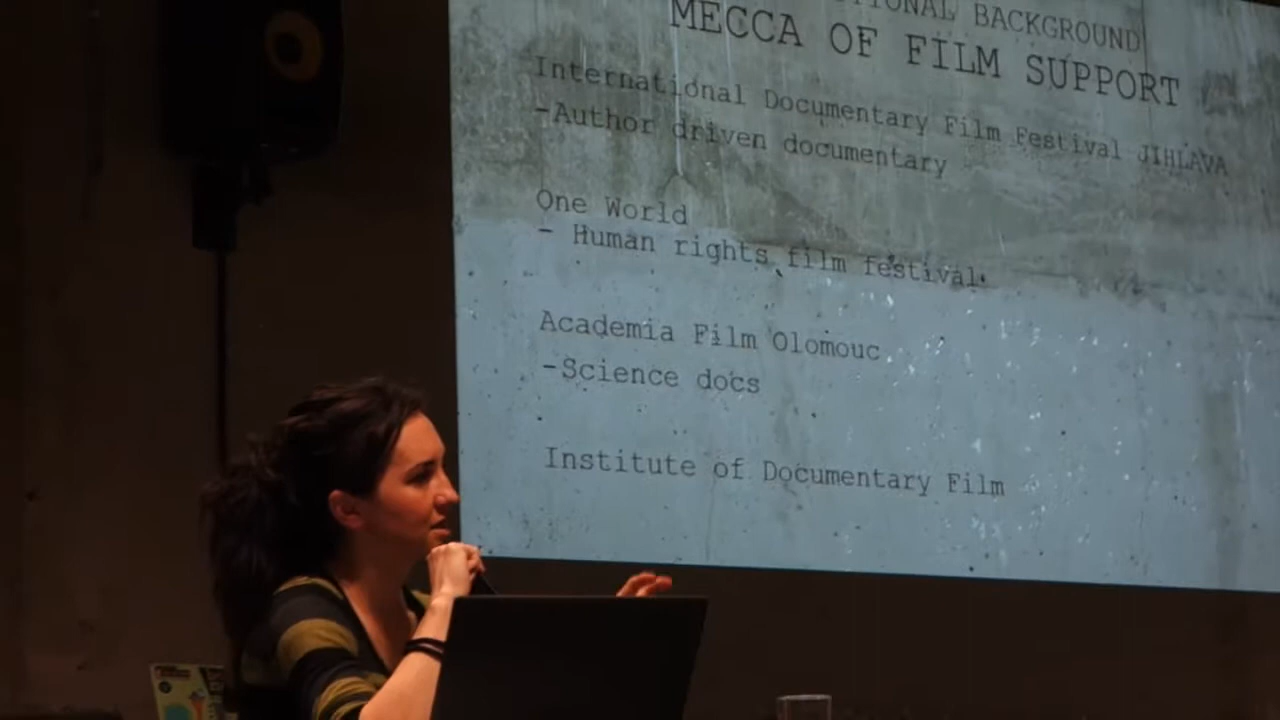 BACKGROUND
MECCA OF FILM SUPPORT
International Documentary Film Festival JIHLAVA
-Author driven documentary
One World
- Human rights film festival
Academia Film Olomouc
-Science docs
Institute of Documentary Film